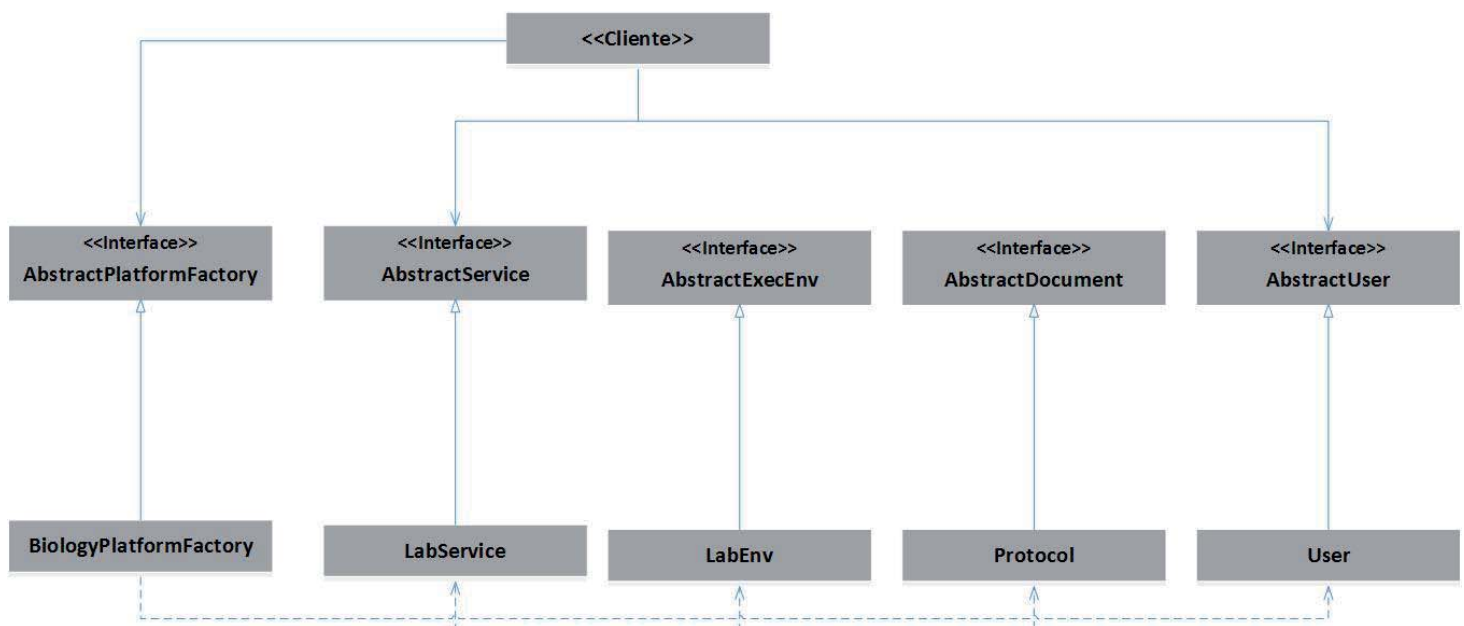 <<Cliente>>
<<Interface>>
AbstractPlatformFactory
<<Interface>>
AbstractService
<<Interface>>
AbstractExecEnv
<<Interface>>
AbstractDocument
<<Interface>>
AbstractUser
BiologyPlatformFactory
LabService
LabEnv
Protocol
User